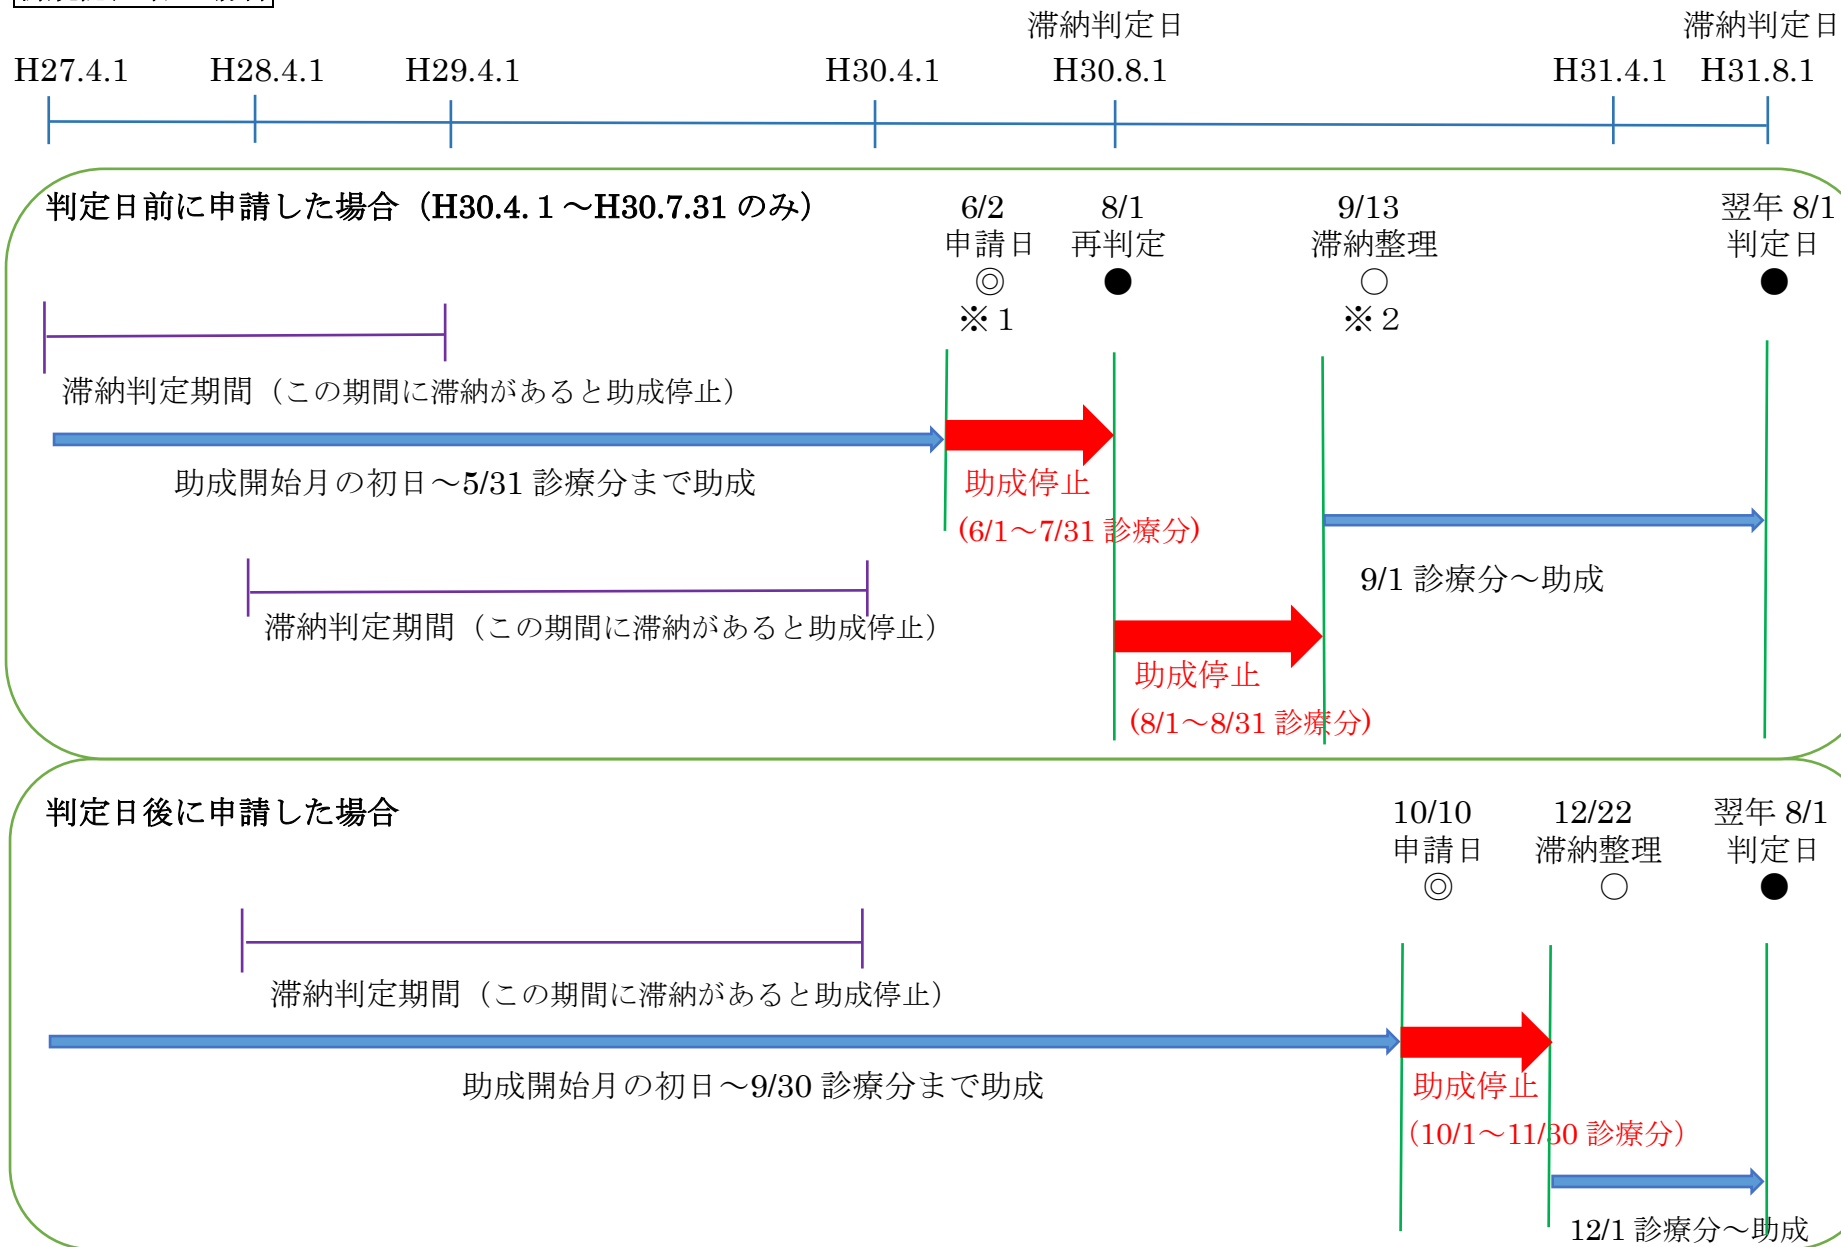 滞納判定日 滞納判定日
H27.4.1 H28.4.1 H29.4.1 H30.4.1 H30.8.1 H31.4.1 H31.8.1
判定日前に申請した場合（H30.4.１～H30.7.31 のみ） 6/2 8/1 9/13 翌年 8/1
申請日 再判定 滞納整理 判定日
◎ ● ○ ●
※１ ※２
滞納判定期間（この期間に滞納があると助成停止）
助成開始月の初日～5/31 診療分まで助成 助成停止
(6/1～7/31 診療分)
9/1 診療分～助成
滞納判定期間（この期間に滞納があると助成停止）
助成停止
(8/1～8/31 診療分)
判定日後に申請した場合 10/10 12/22 翌年 8/1
申請日 滞納整理 判定日
◎ ○ ●
滞納判定期間（この期間に滞納があると助成停止）
助成開始月の初日～9/30 診療分まで助成 助成停止
（10/1～11/30 診療分）
12/1 診療分～助成